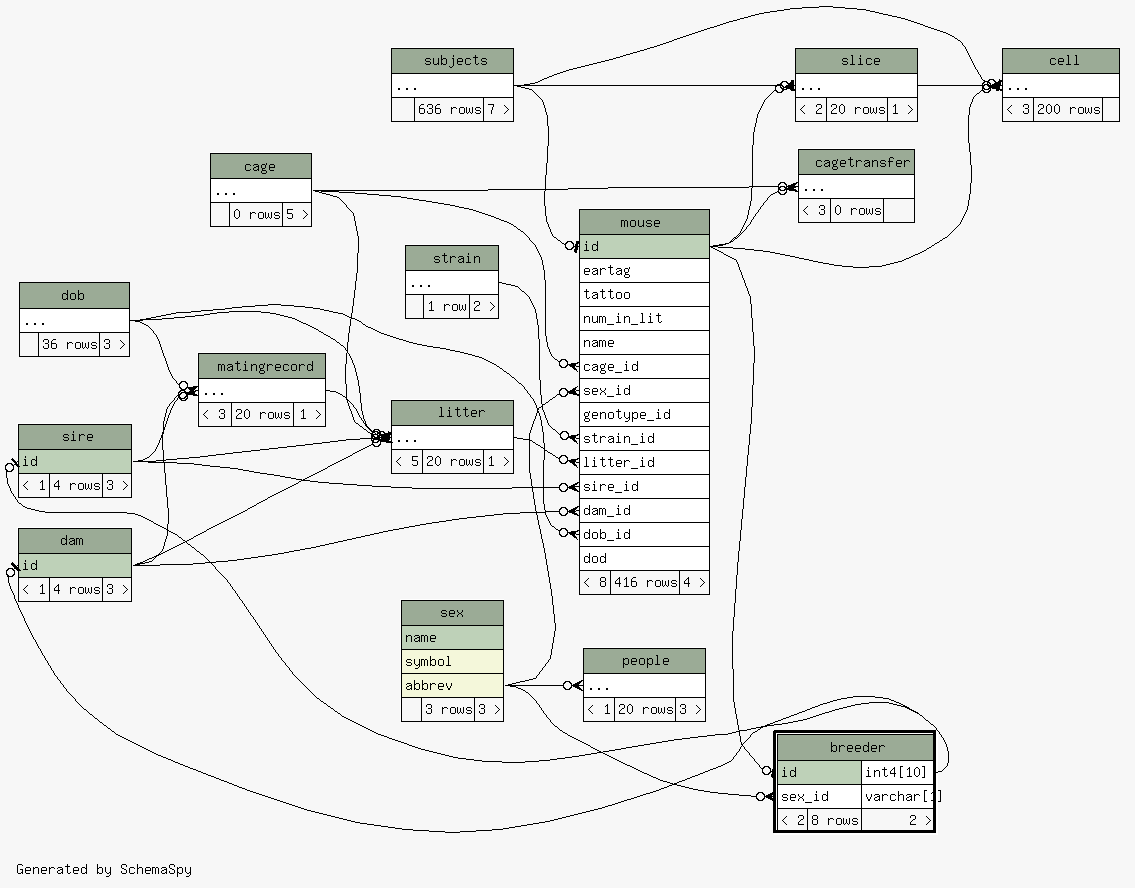 subjects
...
636 rows 7 >
slice
...
< 2 20 rows 1 >
cell
...
< 3 200 rows
cage
...
0 rows 5 >
cagetransfer
...
< 3 0 rows
mouse
id
eartag
tattoo
num_in_lit
name
cage_id
sex_id
genotype_id
strain_id
litter_id
sire_id
dam_id
dob_id
dod
< 8 416 rows 4 >
strain
...
1 row 2 >
dob
...
36 rows 3 >
matingrecord
...
< 3 20 rows 1 >
litter
...
< 5 20 rows 1 >
sire
id
< 1 4 rows 3 >
dam
id
< 1 4 rows 3 >
sex
name
symbol
abbrev
3 rows 3 >
people
...
< 1 20 rows 3 >
breeder
id int4[10]
sex_id varchar[1]
< 2 8 rows 2 >
Generated by SchemaSpy